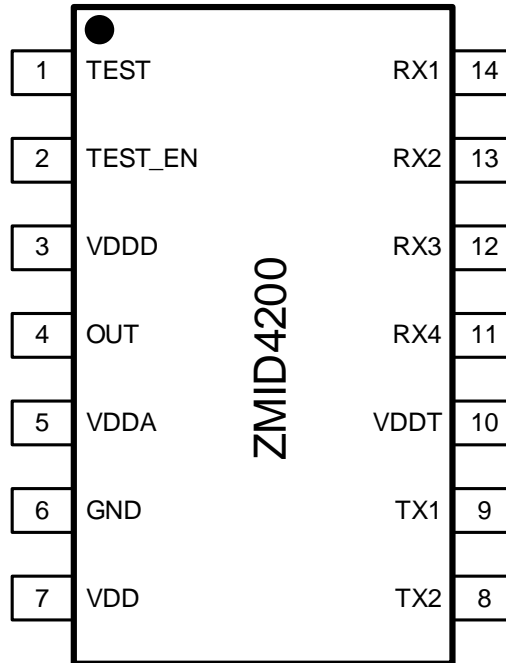 1 TEST RX1 14
2 TEST_EN RX2 13
3 VDDD RX3 12
4 OUT RX4 11
5 VDDA VDDT 10
6 GND TX1 9
7 VDD TX2 8
ZMID4200